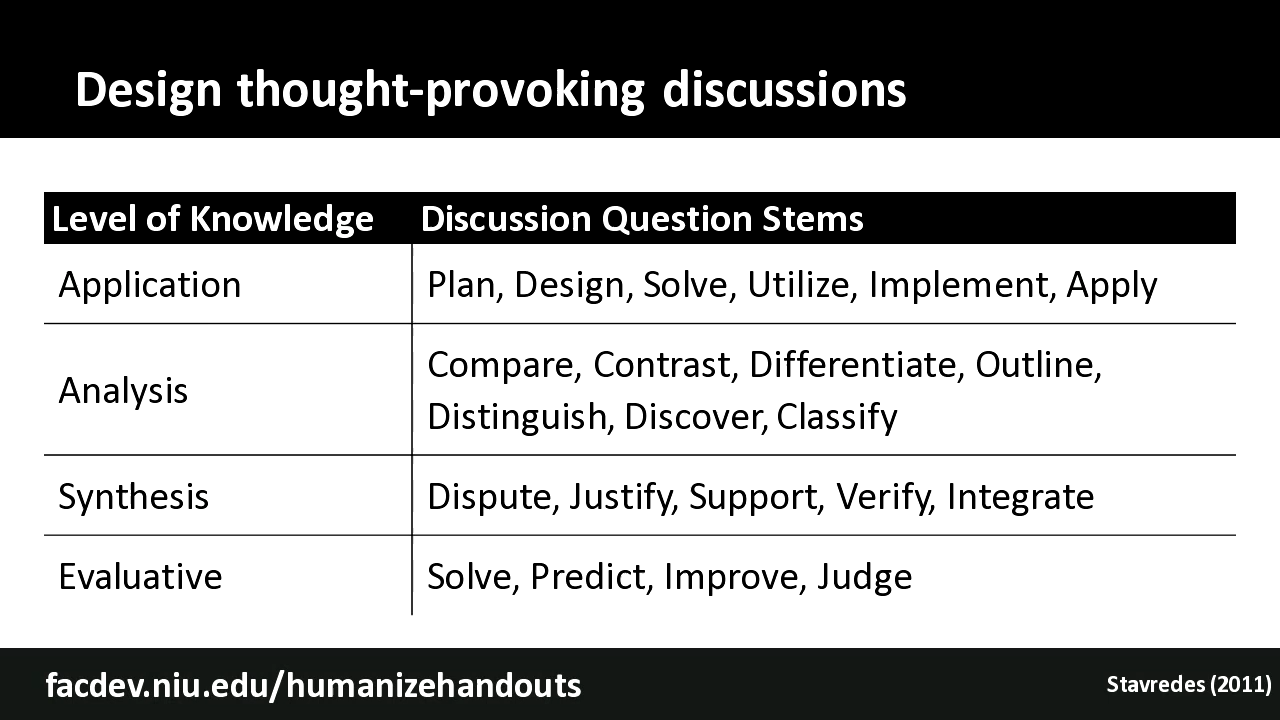 Design thought-provoking discussions
Level of Knowledge Discussion Question Stems
Application Plan, Design, Solve, Utilize, Implement, Apply
Analysis Compare, Contrast, Differentiate, Outline,
Distinguish, Discover, Classify
Synthesis Dispute, Justify, Support, Verify, Integrate
Evaluative Solve, Predict, Improve, Judge
facdev.niu.edu/humanizehandouts Stavredes (2011)